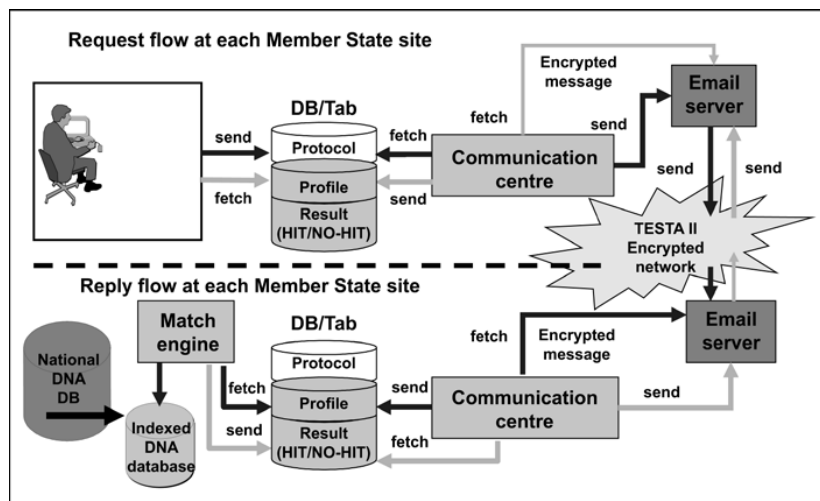 Request flow at each Member State site
Encrypted
message
Email
server
DB/Tab
fetch
send
fetch
send
Protocol
Communication
centre
send
send
Profile
fetch
send
Result
(HIT/NO-HIT)
TESTA II
Encrypted
network
Reply flow at each Member State site
Match
engine
DB/Tab
fetch
Encrypted
message
Email
server
National
DNA
DB
Protocol
fetch
send
Profile
Communication
centre
send
Indexed
DNA
database
send
Result
(HIT/NO-HIT)
fetch